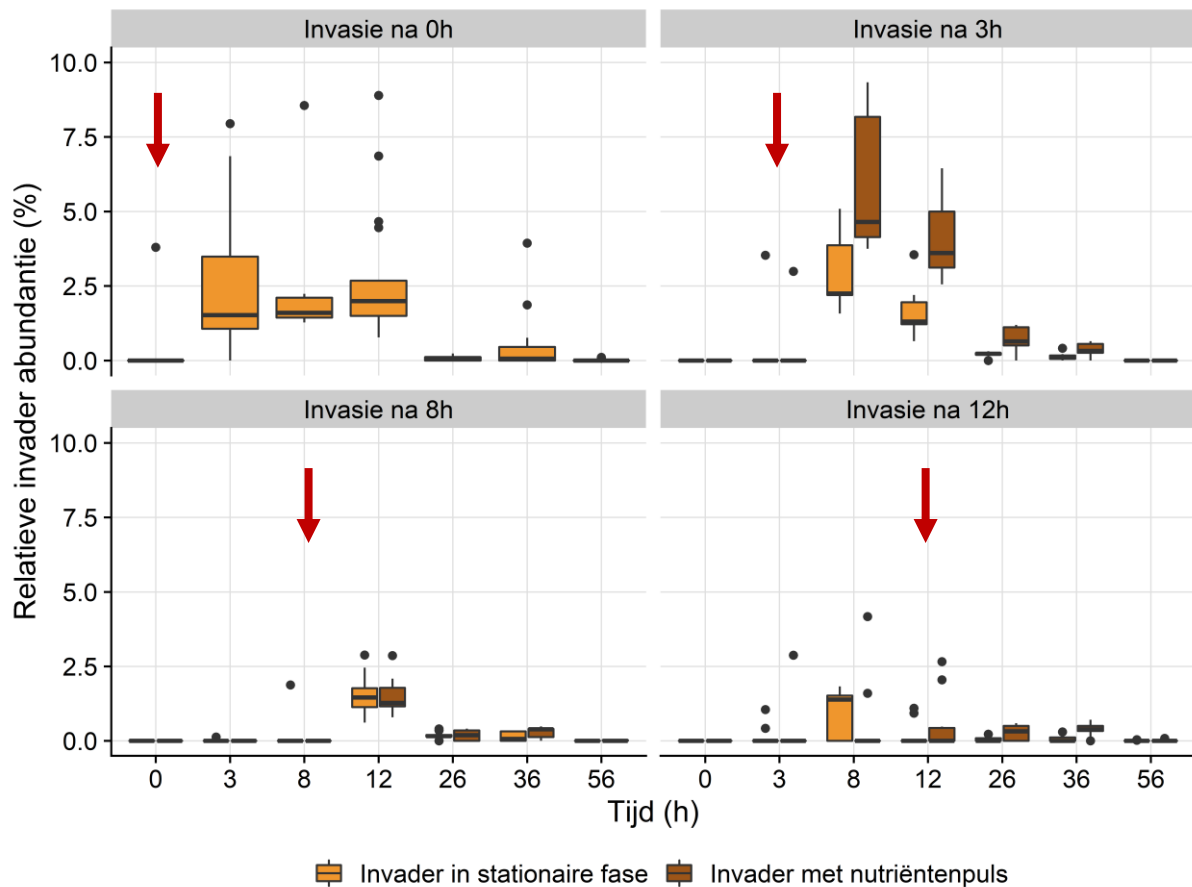 Invasie na 0h
Invasie na 3h
10.0
7.5
5.0
2.5
0.0
Invasie na 8h
Invasie na 12h
10.0
7.5
5.0
2.5
0.0
0 3 8 12 26 36 56
0 3 8 12 26 36 56
Relatieve invader abundantie (%)
Tijd (h)
Invader in stationaire fase
Invader met nutriëntenpuls